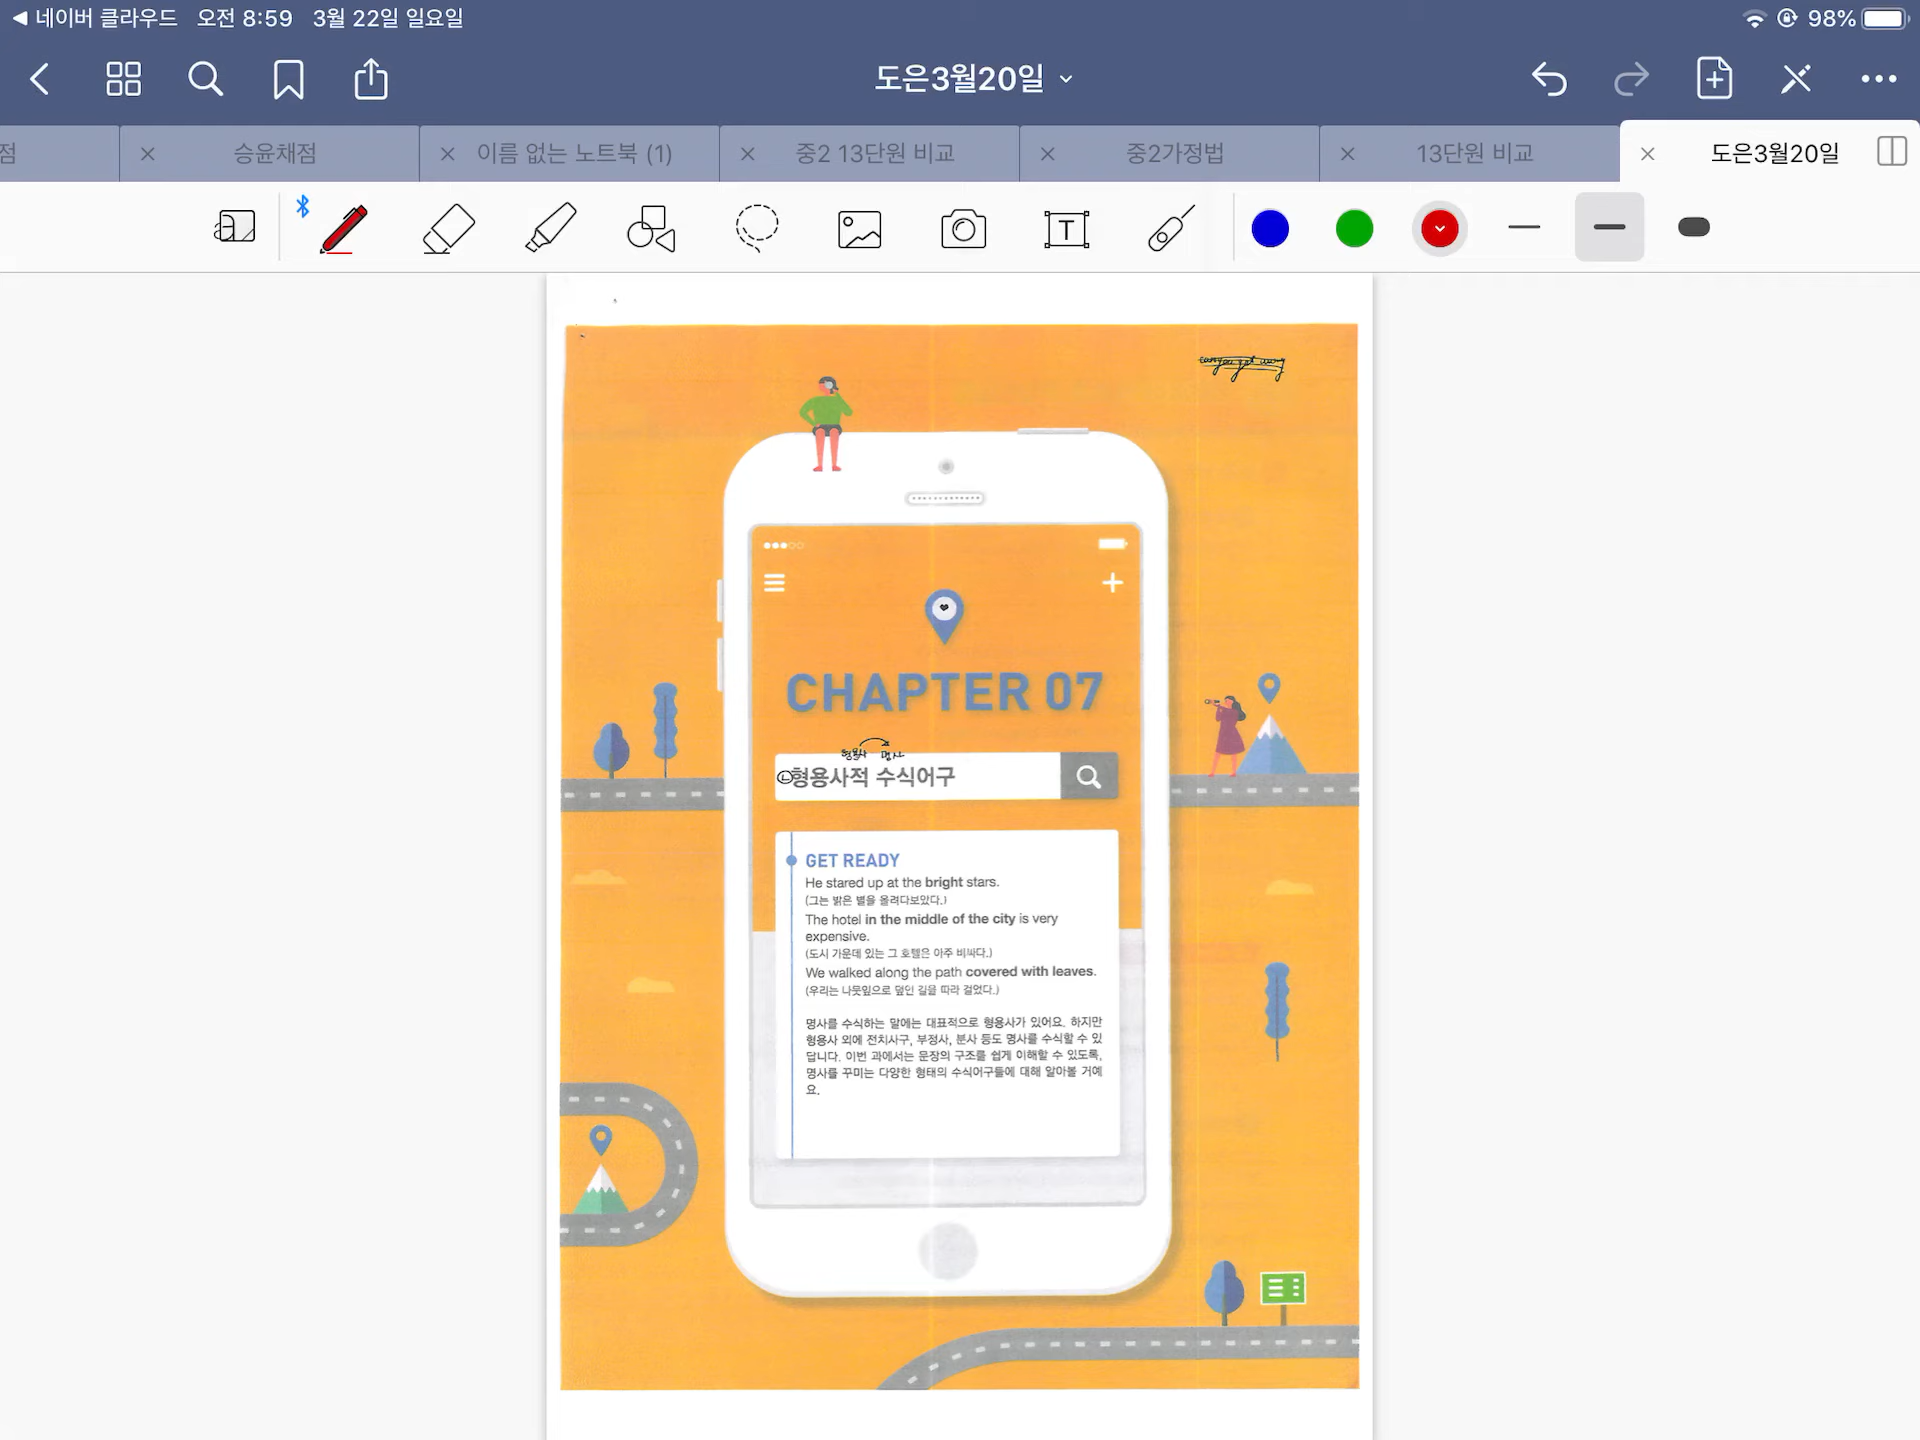 ◀ 네이버 클라우드 오전 8:59 3월 22일 일요일 98%
도은3월20일
점 승윤채점 이름 없는 노트북 (1) 중2 13단원 비교 중2가정법 13단원 비교 도은3월20일
CHAPTER 07
형용사 명사
형용사적 수식어구
GET READY
He stared up at the bright stars.
(그는 밝은 별을 올려다보았다.)
The hotel in the middle of the city is very
expensive.
(도시 가운데 있는 그 호텔은 아주 비싸다.)
We walked along the path covered with leaves.
(우리는 나뭇잎으로 덮인 길을 따라 걸었다.)
명사를 수식하는 말에는 대표적으로 형용사가 있어요. 하지만
형용사 외에 전치사구, 부정사, 분사 등도 명사를 수식할 수 있
답니다. 이번 과에서는 문장의 구조를 쉽게 이해할 수 있도록,
명사를 꾸미는 다양한 형태의 수식어구들에 대해 알아볼 거예
요.